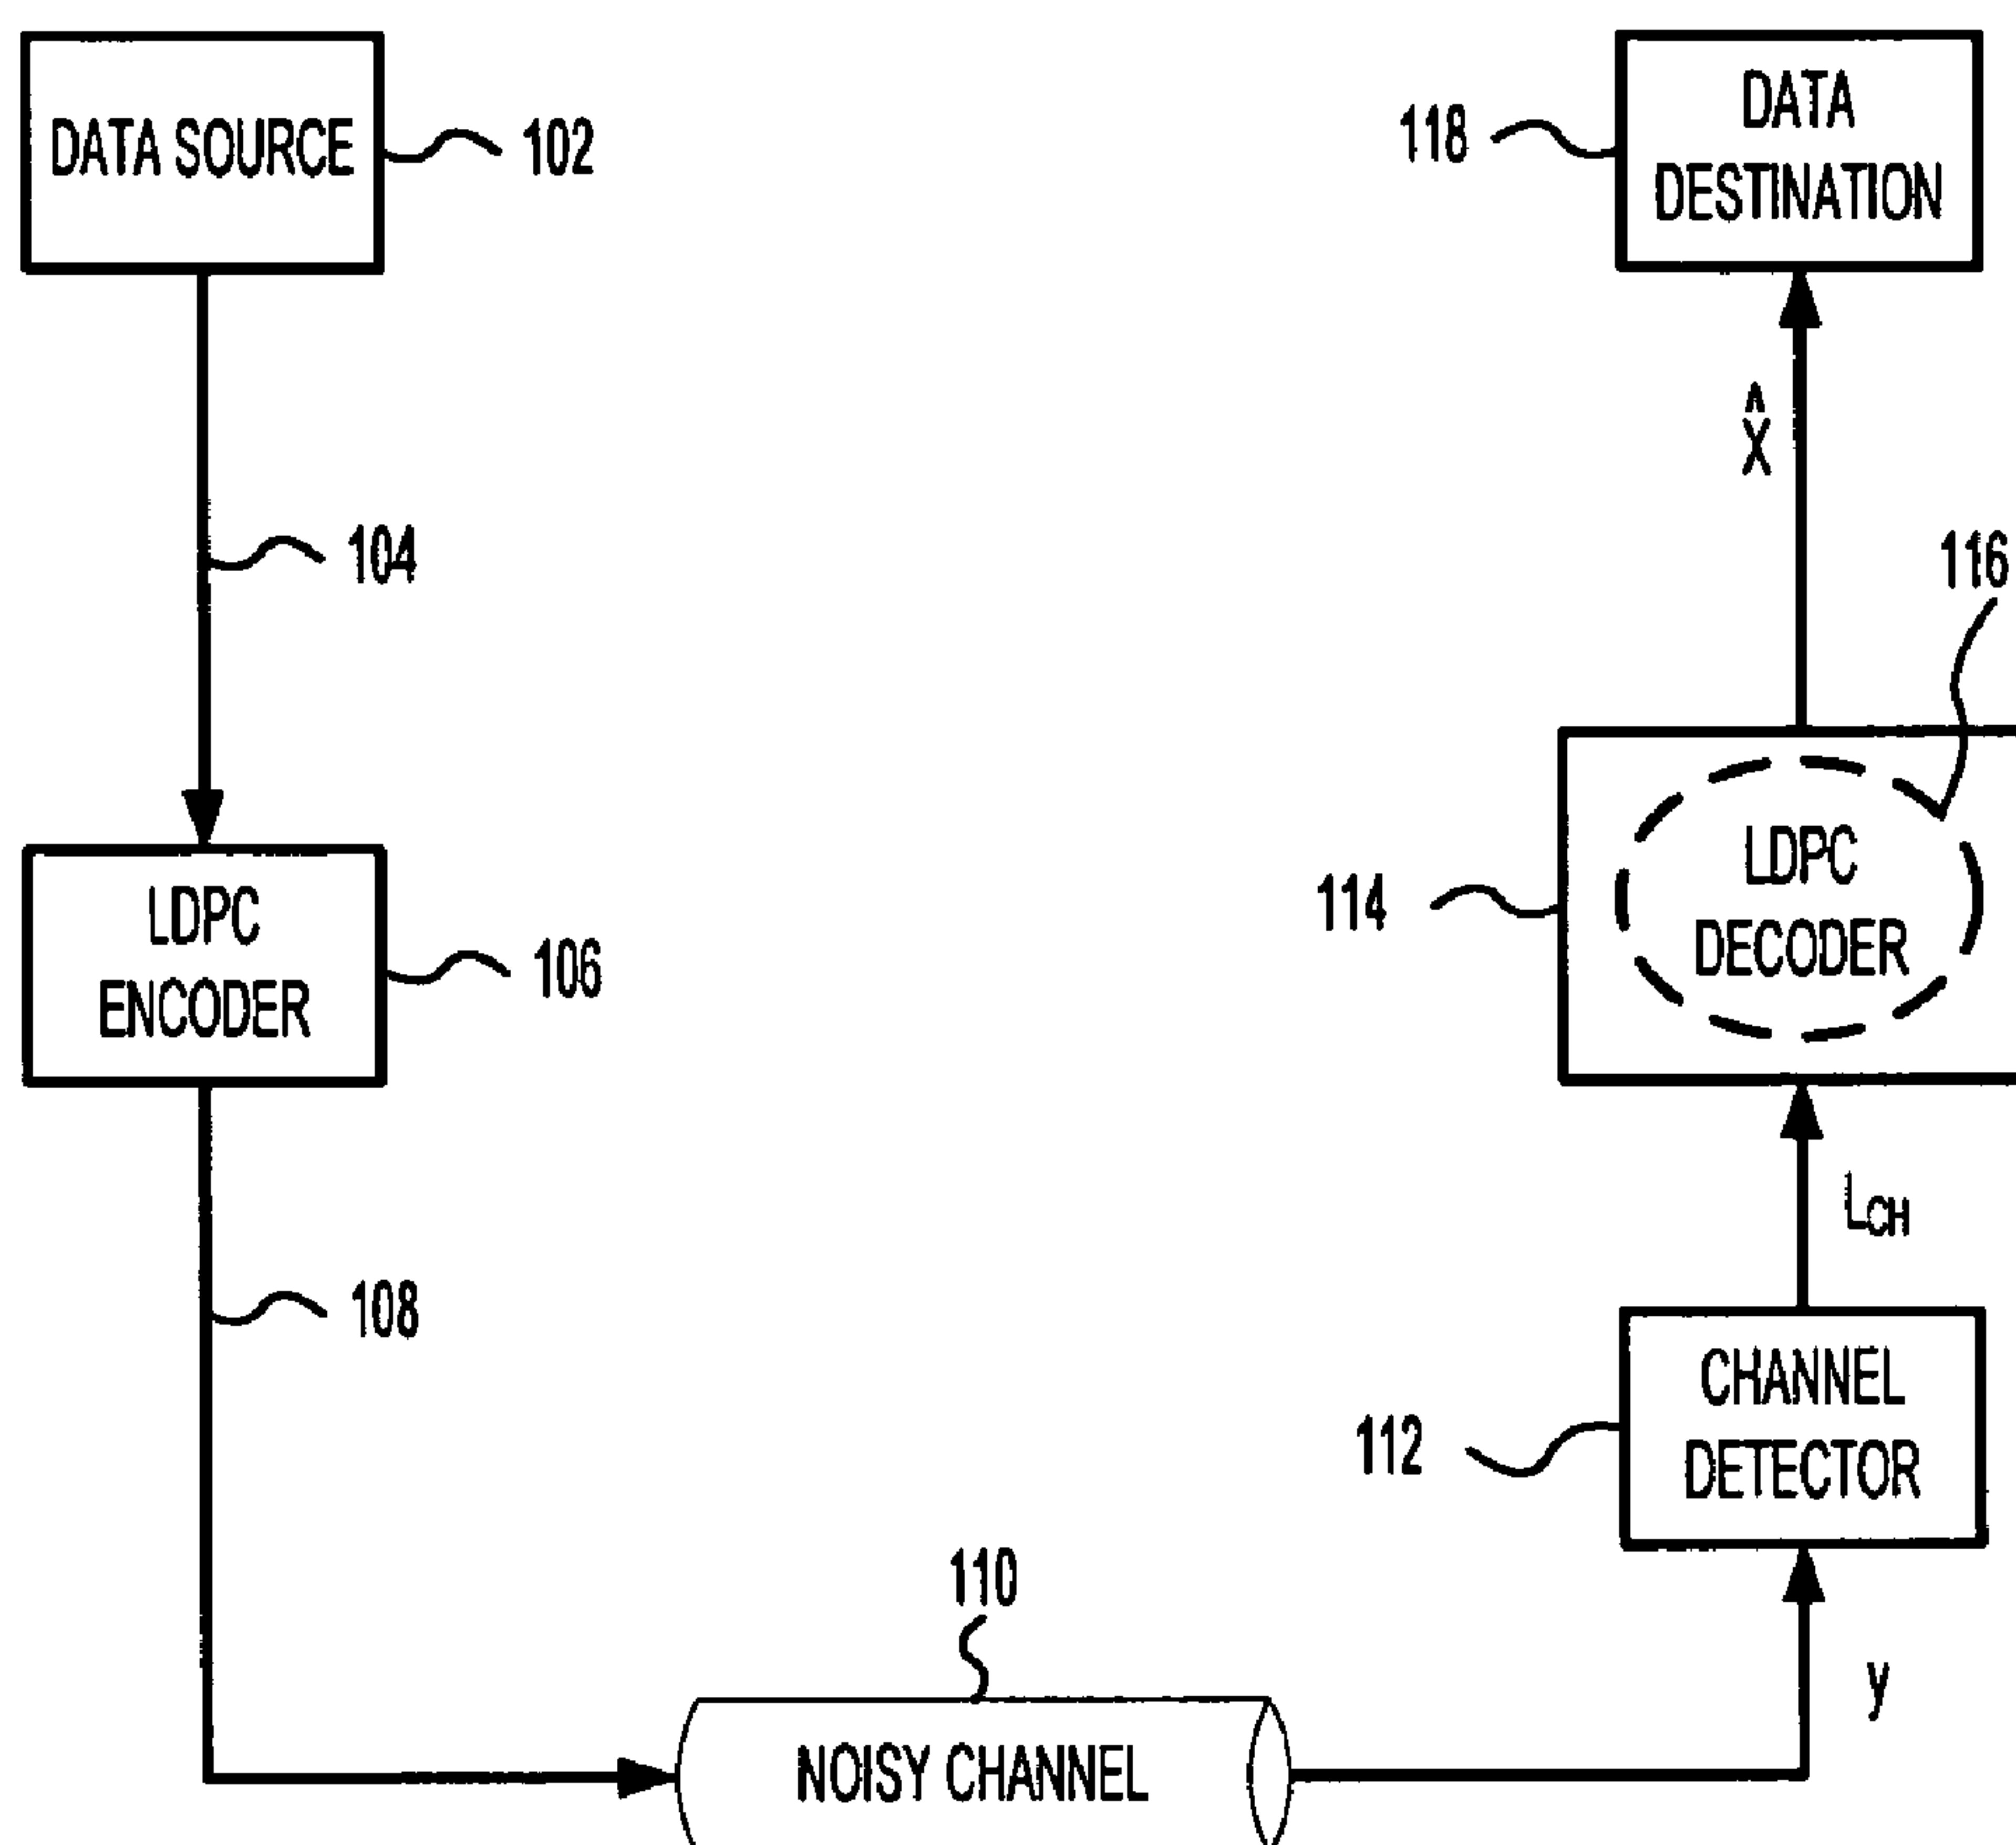 DATA SOURCE
102
104
LDPC
ENCODER
106
108
110
NOISY CHANNEL
y
CHANNEL
DETECTOR
112
LCH
LDPC
DECODER
114
116
X̂
DATA
DESTINATION
118